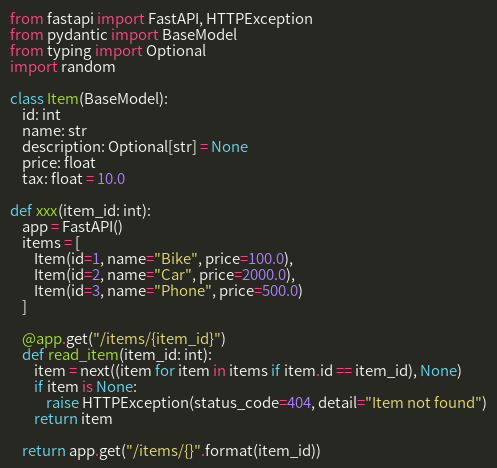 from fastapi import FastAPI, HTTPException
from pydantic import BaseModel
from typing import Optional
import random

class Item(BaseModel):
    id: int
    name: str
    description: Optional[str] = None
    price: float
    tax: float = 10.0

def xxx(item_id: int):
    app = FastAPI()
    items = [
        Item(id=1, name="Bike", price=100.0),
        Item(id=2, name="Car", price=2000.0),
        Item(id=3, name="Phone", price=500.0)
    ]

    @app.get("/items/{item_id}")
    def read_item(item_id: int):
        item = next((item for item in items if item.id == item_id), None)
        if item is None:
            raise HTTPException(status_code=404, detail="Item not found")
        return item

    return app.get("/items/{}".format(item_id))